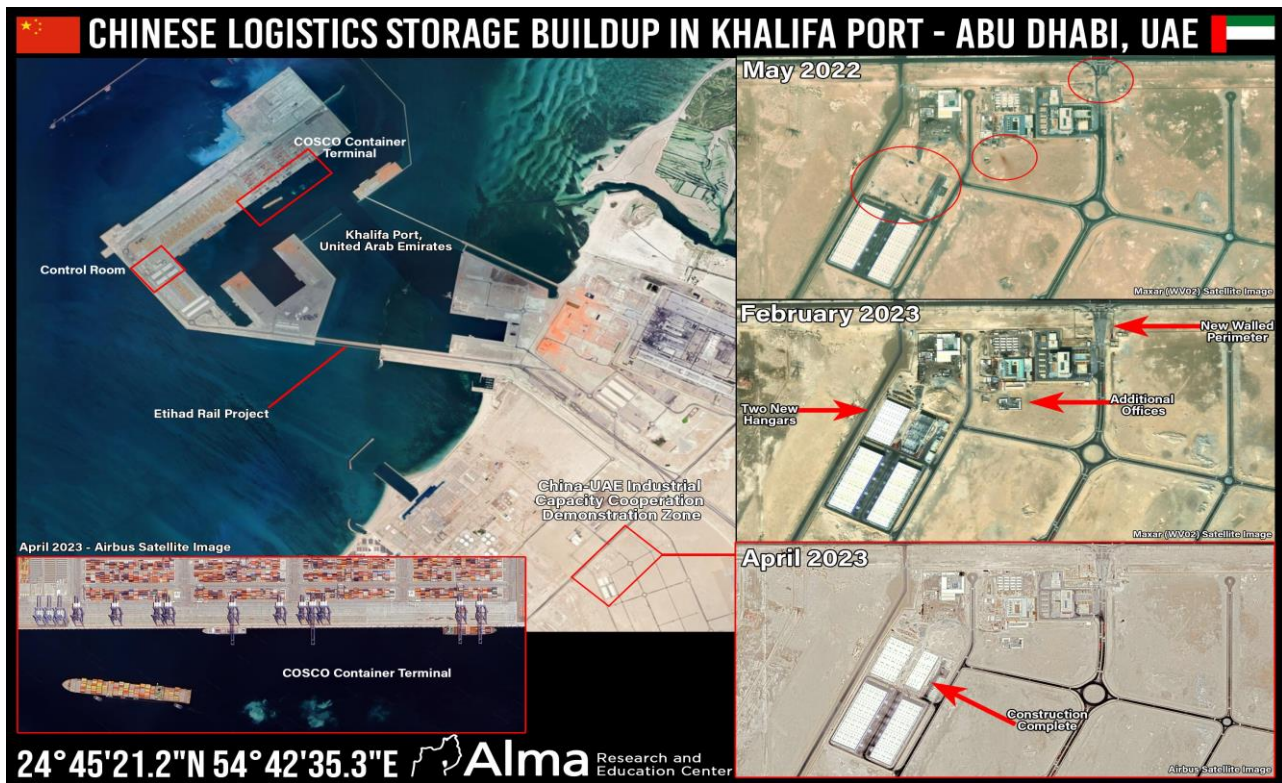 CHINESE LOGISTICS STORAGE BUILDUP IN KHALIFA PORT - ABU DHABI, UAE
COSCO Container
Terminal
Khalifa Port,
United Arab Emirates
Control Room
Etihad Rail Project
China-UAE Industrial
Capacity Cooperation
Demonstration Zone
April 2023 - Airbus Satellite Image
COSCO Container Terminal
May 2022
Maxar (WV02) Satellite Image
February 2023
New Walled
Perimeter
Two New
Hangars
Additional
Offices
Maxar (WV02) Satellite Image
April 2023
Construction
Complete
Airbus Satellite Image
24°45'21.2"N 54°42'35.3"E
Alma Research and
Education Center